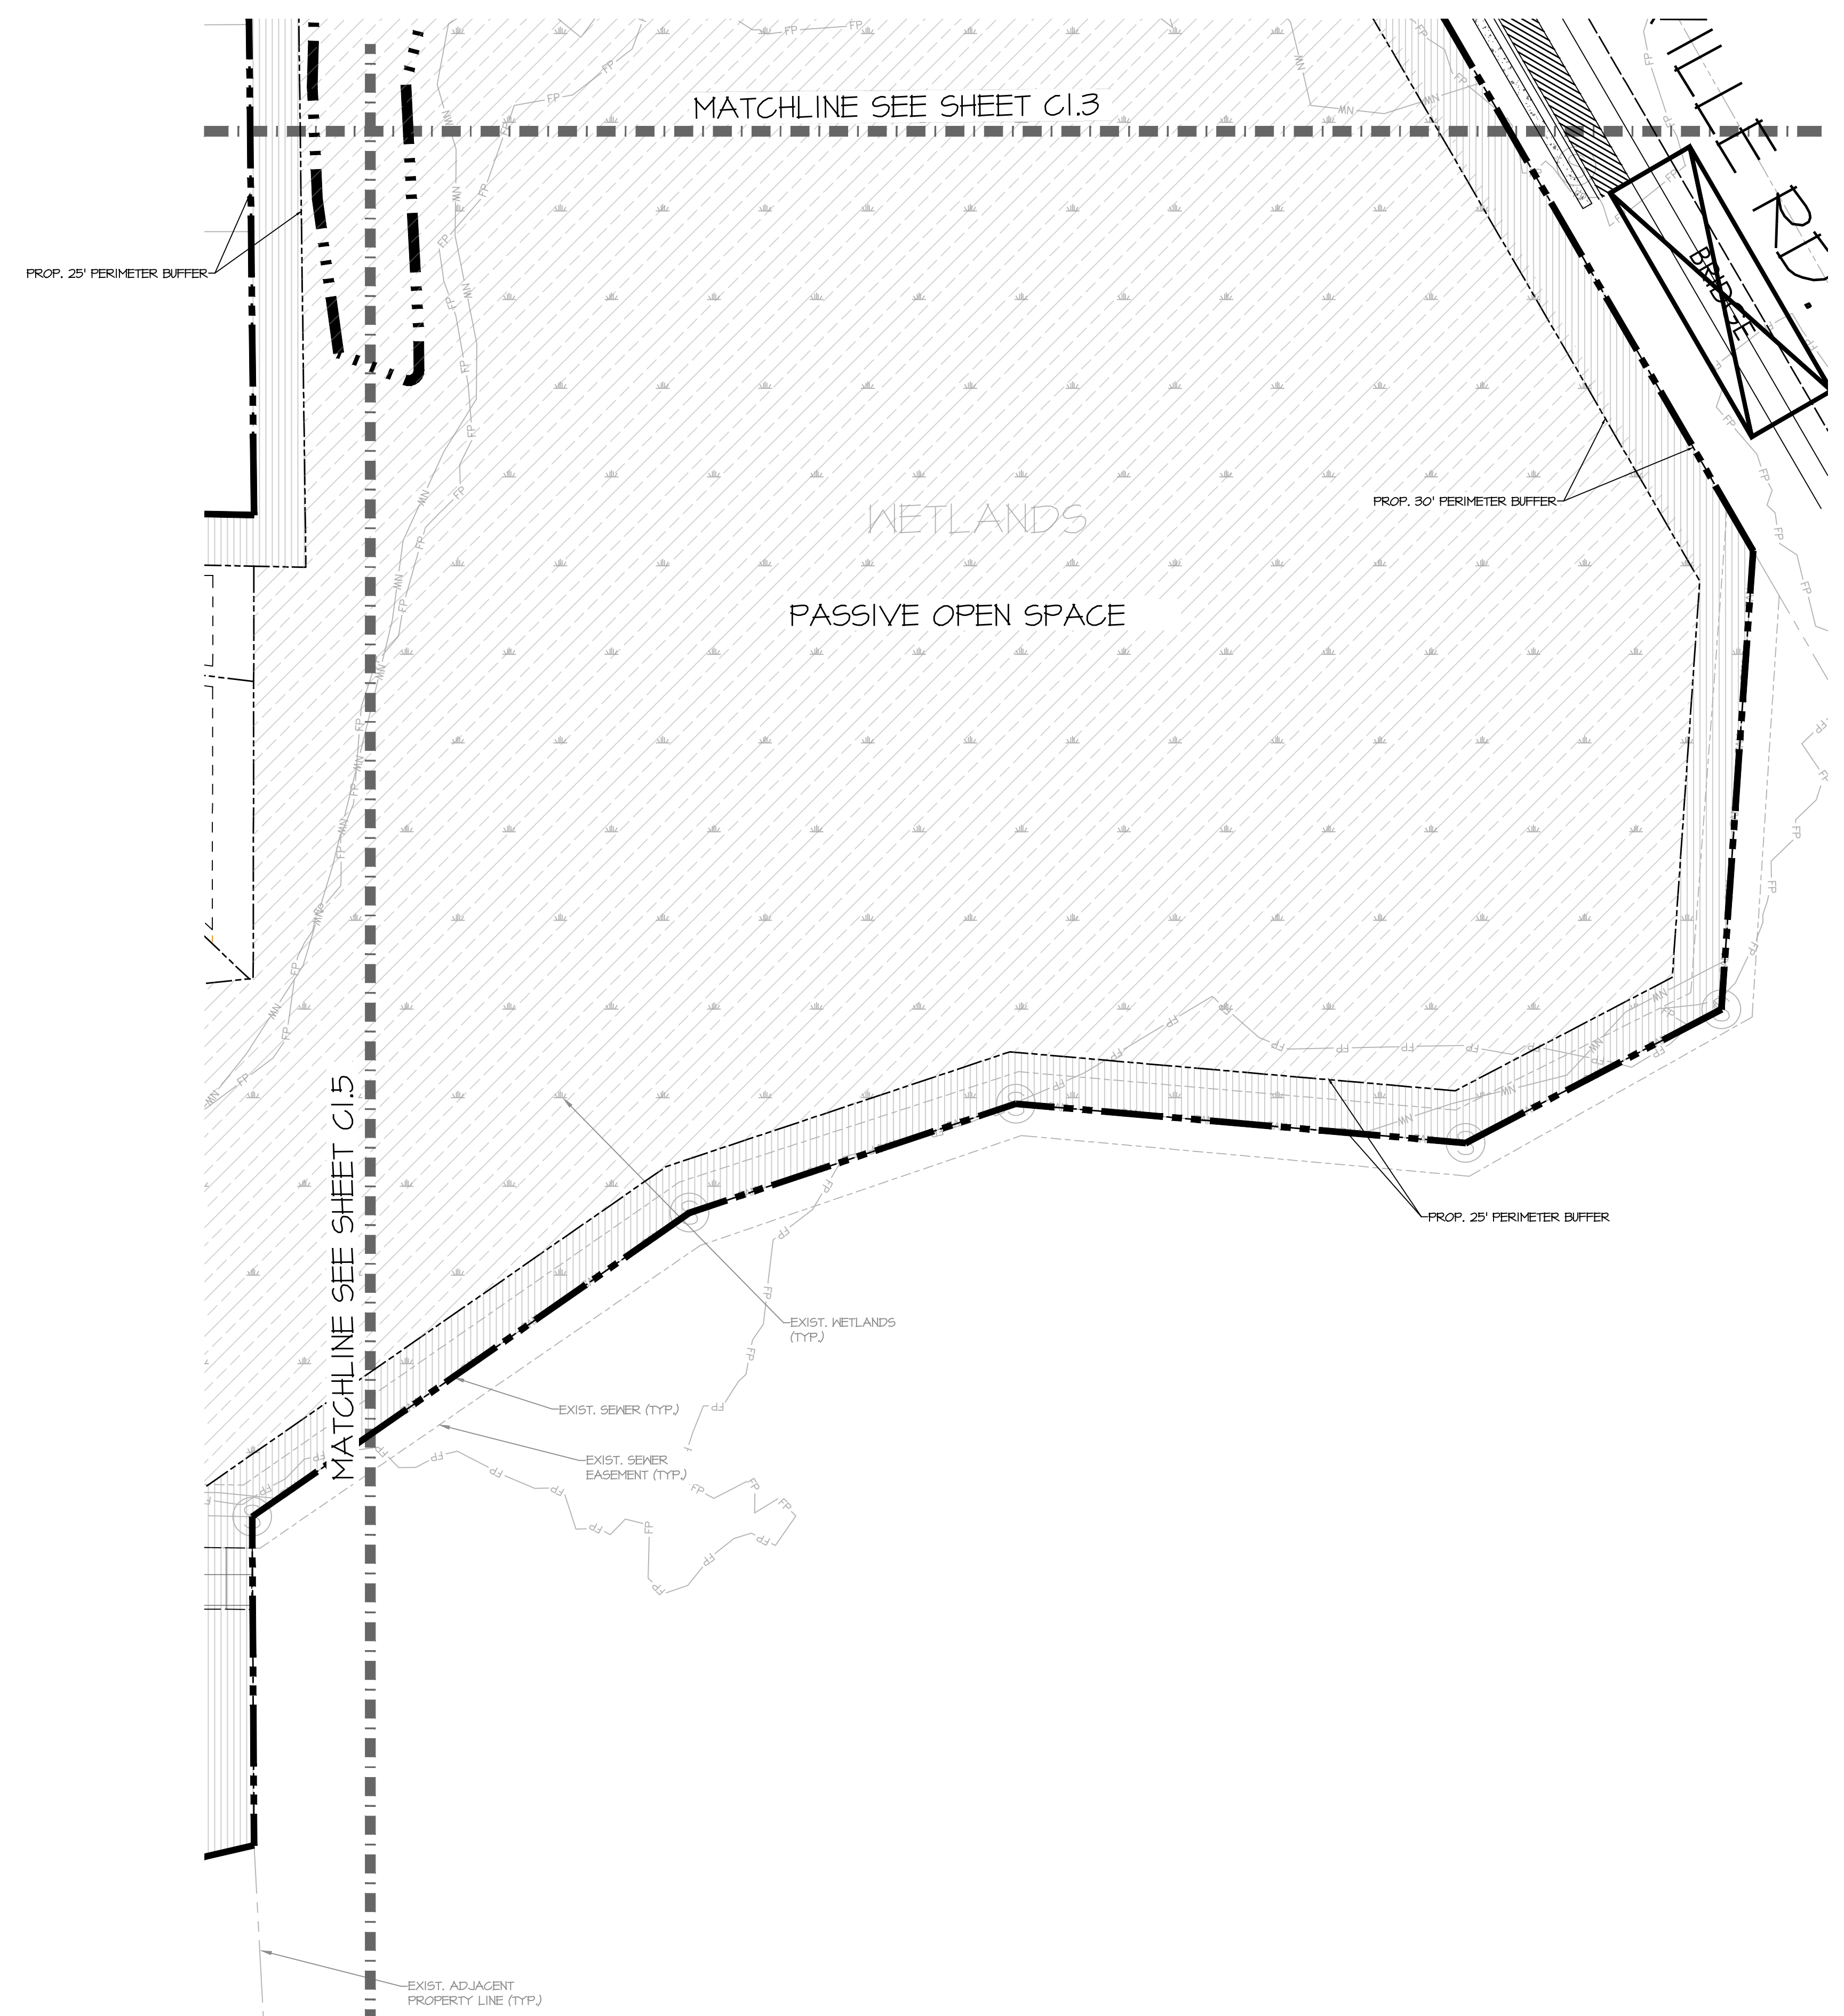 MATCHLINE SEE SHEET C1.3
PROP. 25' PERIMETER BUFFER
RD.
BRIDGE
PROP. 30' PERIMETER BUFFER
WETLANDS
PASSIVE OPEN SPACE
MATCHLINE SEE SHEET C1.5
PROP. 25' PERIMETER BUFFER
EXIST. WETLANDS
(TYP.)
EXIST. SEWER (TYP.)
EXIST. SEWER
EASEMENT (TYP.)
EXIST. ADJACENT
PROPERTY LINE (TYP.)